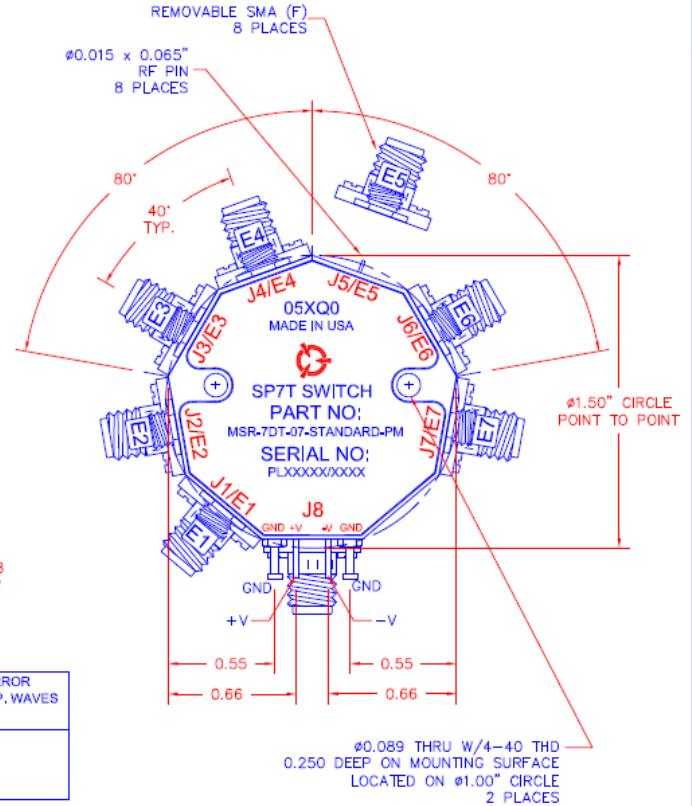 REMOVABLE SMA (F)
8 PLACES
ø0.015 x 0.065"
RF PIN
8 PLACES
80°
80°
40°
TYP.
E5
E4
E3
E6
E2
E7
E1
J4/E4
J5/E5
J3/E3
J6/E6
J2/E2
J7/E7
J1/E1
05XQ0
MADE IN USA
SP7T SWITCH
PART NO:
MSR-7DT-07-STANDARD-PM
SERIAL NO:
PLXXXXX/XXXX
J8
GND +V -V GND
GND
GND
+V
-V
ø1.50" CIRCLE
POINT TO POINT
0.55
0.55
0.66
0.66
P. WAVES
ø0.089 THRU W/4-40 THD
0.250 DEEP ON MOUNTING SURFACE
LOCATED ON ø1.00" CIRCLE
2 PLACES